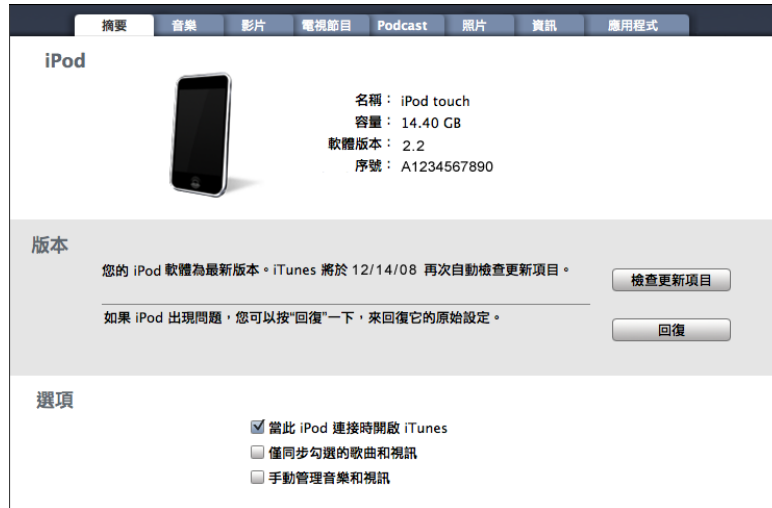 摘要 音樂 影片 電視節目 Podcast 照片 資訊 應用程式
iPod
名稱： iPod touch
容量： 14.40 GB
軟體版本： 2.2
序號： A1234567890
版本
您的 iPod 軟體為最新版本。iTunes 將於 12/14/08 再次自動檢查更新項目。
檢查更新項目
如果 iPod 出現問題，您可以按“回復”一下，來回復它的原始設定。
回復
選項
當此 iPod 連接時開啟 iTunes
僅同步勾選的歌曲和視訊
手動管理音樂和視訊